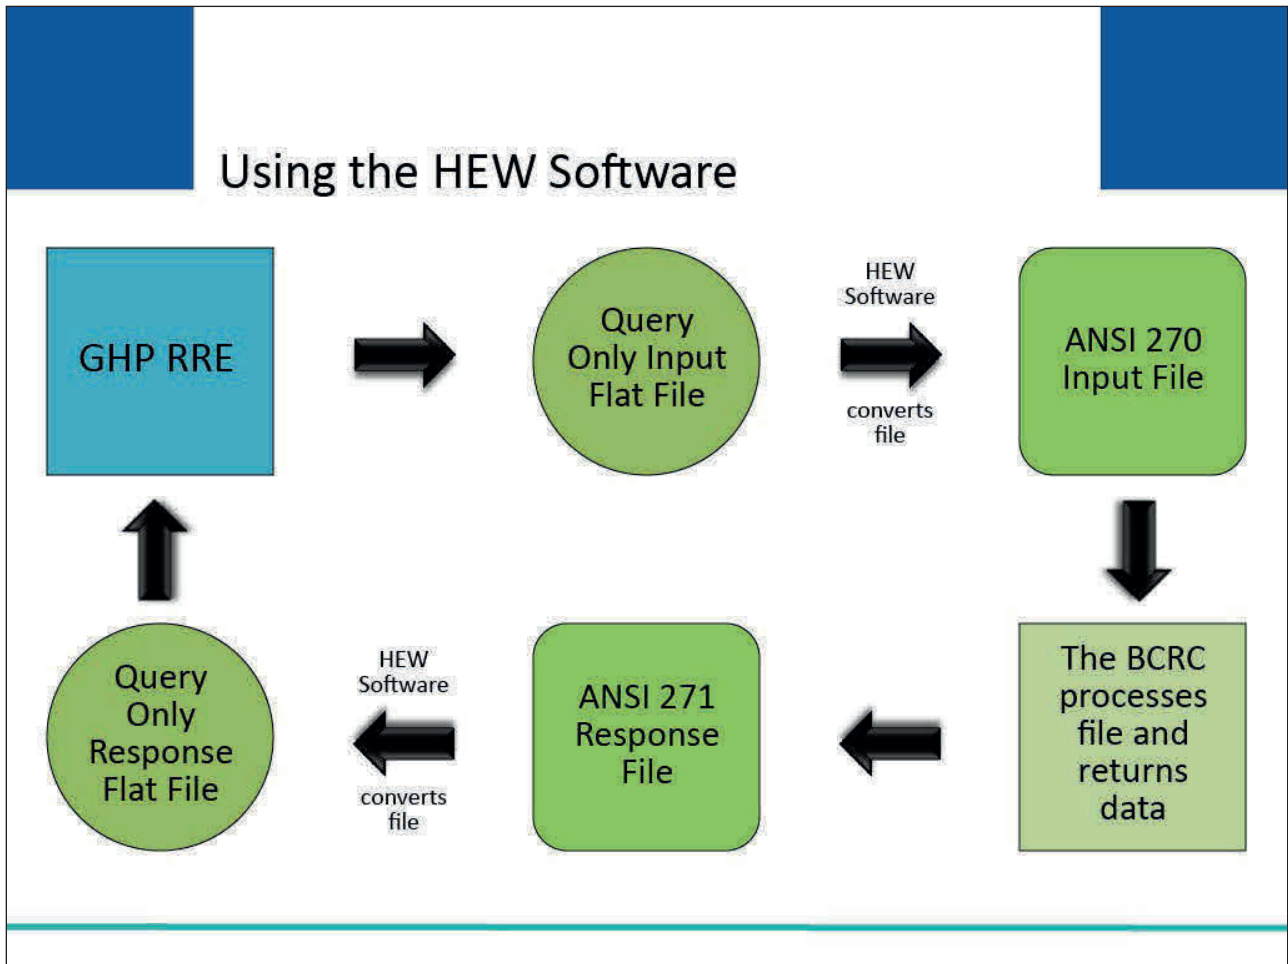 Using the HEW Software
GHP RRE
Query
Only Input
Flat File
HEW
Software
converts
file
ANSI 270
Input File
The BCRC
processes
file and
returns
data
ANSI 271
Response
File
HEW
Software
converts
file
Query
Only
Response
Flat File